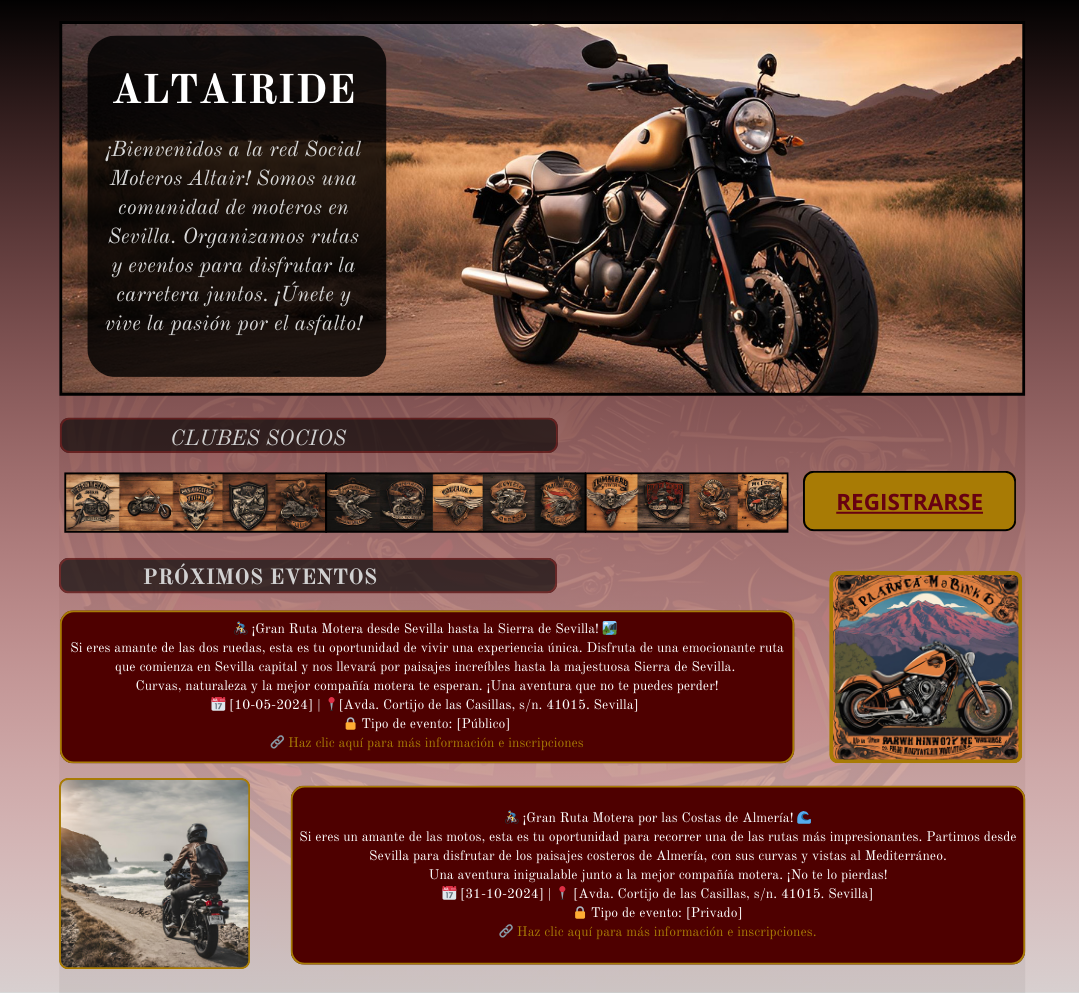 ALTAIRIDE
¡Bienvenidos a la red Social
Moteros Altair! Somos una
comunidad de moteros en
Sevilla. Organizamos rutas
y eventos para disfrutar la
carretera juntos. ¡Únete y
vive la pasión por el asfalto!
CLUBES SOCIOS
REGISTRARSE
PRÓXIMOS EVENTOS
¡Gran Ruta Motera desde Sevilla hasta la Sierra de Sevilla!
Si eres amante de las dos ruedas, esta es tu oportunidad de vivir una experiencia única. Disfruta de una emocionante ruta
que comienza en Sevilla capital y nos llevará por paisajes increíbles hasta la majestuosa Sierra de Sevilla.
Curvas, naturaleza y la mejor compañía motera te esperan. ¡Una aventura que no te puedes perder!
[10-05-2024] | [Avda. Cortijo de las Casillas, s/n. 41015. Sevilla]
Tipo de evento: [Público]
Haz clic aquí para más información e inscripciones
¡Gran Ruta Motera por las Costas de Almería!
Si eres un amante de las motos, esta es tu oportunidad para recorrer una de las rutas más impresionantes. Partimos desde
Sevilla para disfrutar de los paisajes costeros de Almería, con sus curvas y vistas al Mediterráneo.
Una aventura inigualable junto a la mejor compañía motera. ¡No te lo pierdas!
[31-10-2024] | [Avda. Cortijo de las Casillas, s/n. 41015. Sevilla]
Tipo de evento: [Privado]
Haz clic aquí para más información e inscripciones.